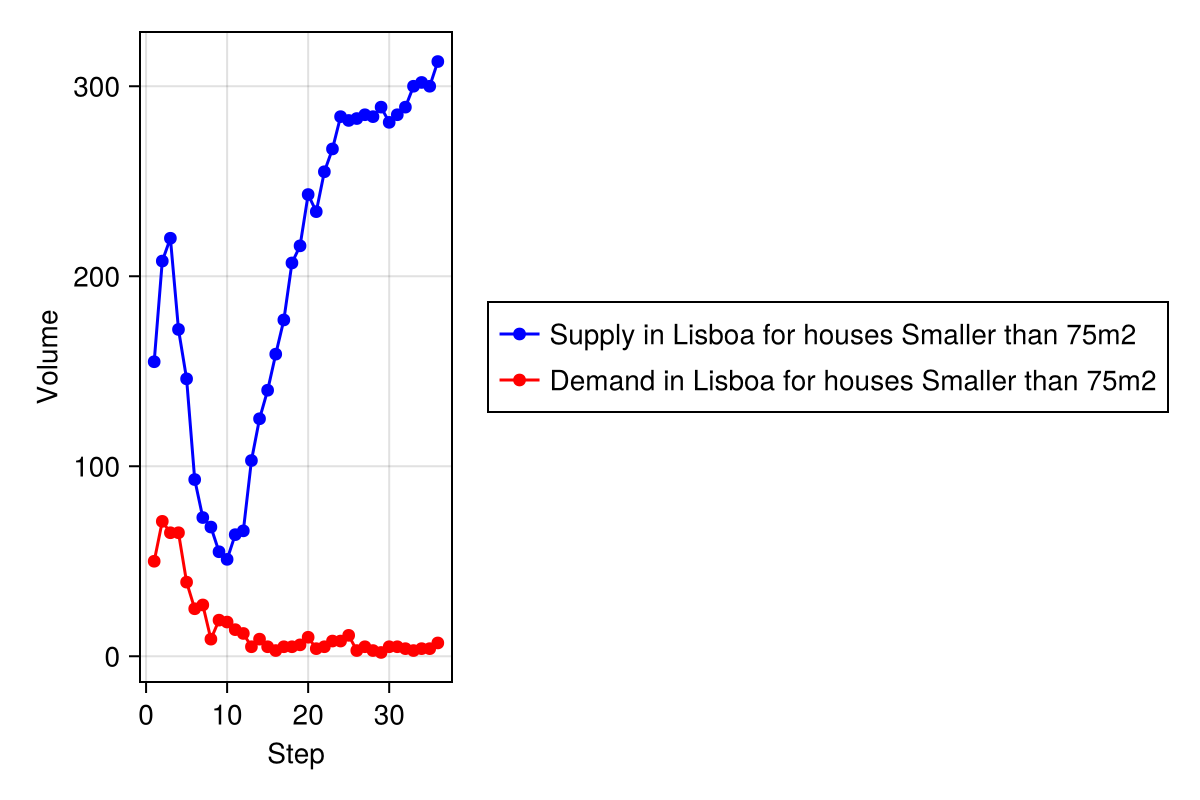 300
200
100
0
Volume
0 10 20 30
Step
Supply in Lisboa for houses Smaller than 75m2
Demand in Lisboa for houses Smaller than 75m2